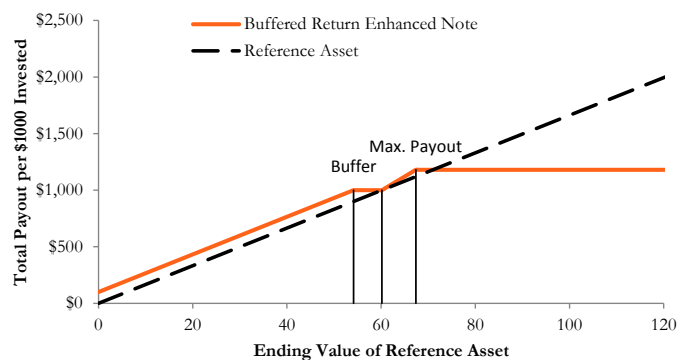 $2,500
Buffered Return Enhanced Note
Reference Asset
$2,000
$1,500
Max. Payout
Buffer
$1,000
$500
$0
0 20 40 60 80 100 120
Total Payout per $1000 Invested
Ending Value of Reference Asset